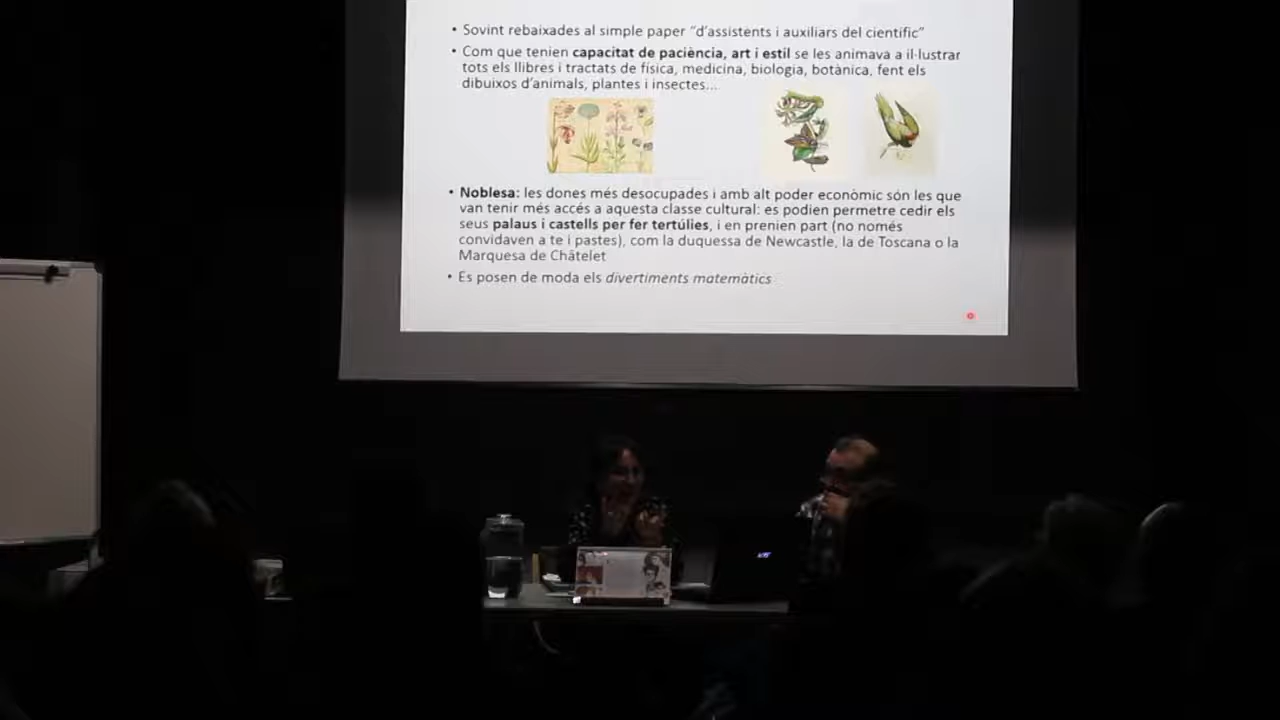 • Sovint rebaixades al simple paper “d’assistents i auxiliars del científic”
• Com que tenien capacitat de paciència, art i estil se les animava a il·lustrar
tots els llibres i tractats de física, medicina, biologia, botànica, fent els
dibuixos d’animals, plantes i insectes...
• Noblesa: les dones més desocupades i amb alt poder econòmic són les que
van tenir més accés a aquesta classe cultural: es podien permetre cedir els
seus palaus i castells per fer tertúlies, i en prenien part (no només
convidaven a te i pastes), com la duquessa de Newcastle, la de Toscana o la
Marquesa de Châtelet
• Es posen de moda els divertiments matemàtics